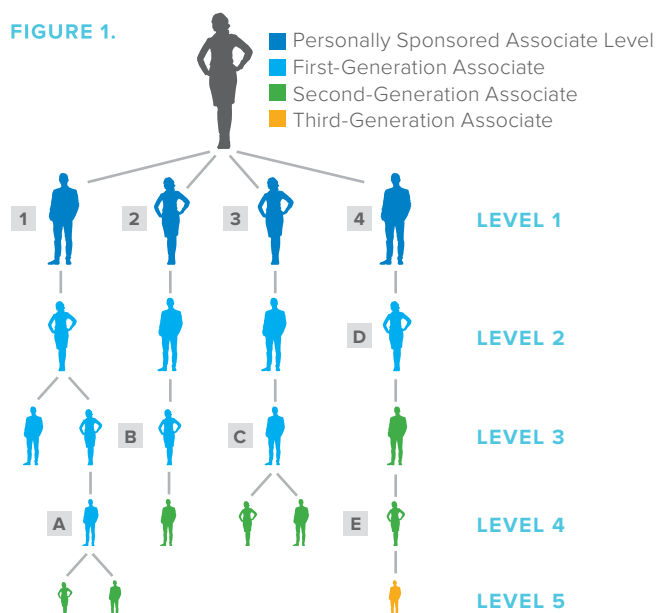 FIGURE 1.
Personally Sponsored Associate Level
First-Generation Associate
Second-Generation Associate
Third-Generation Associate
1 2 3 4 LEVEL 1
D LEVEL 2
B C LEVEL 3
A E LEVEL 4
LEVEL 5